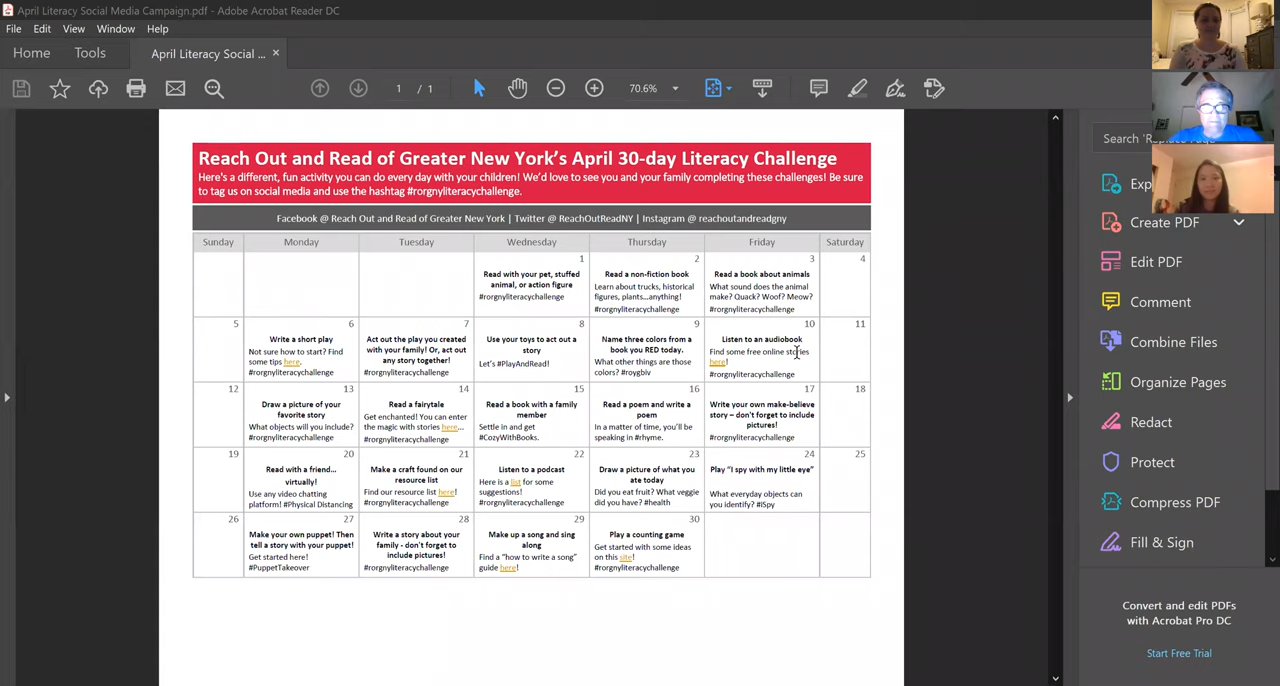 April Literacy Social Media Campaign.pdf - Adobe Acrobat Reader DC
File Edit View Window Help
Home Tools April Literacy Social ... ×
1 / 1 70.6%
Reach Out and Read of Greater New York's April 30-day Literacy Challenge
Here's a different, fun activity you can do every day with your children! We'd love to see you and your family completing these challenges! Be sure
to tag us on social media and use the hashtag #rorgnyliteracychallenge.
Facebook @ Reach Out and Read of Greater New York | Twitter @ ReachOutReadNY | Instagram @ reachoutandreadgny
Sunday Monday Tuesday Wednesday Thursday Friday Saturday
1
Read with your pet, stuffed
animal, or action figure
#rorgnyliteracychallenge
2
Read a non-fiction book
Learn about trucks, historical
figures, plants...anything!
#rorgnyliteracychallenge
3
Read a book about animals
What sound does the animal
make? Quack? Woof? Meow?
#rorgnyliteracychallenge
4
5
6
Write a short play
Not sure how to start? Find
some tips here.
#rorgnyliteracychallenge
7
Act out the play you created
with your family! Or, act out
any story together!
#rorgnyliteracychallenge
8
Use your toys to act out a
story
Let's #PlayAndRead!
9
Name three colors from a
book you RED today.
What other things are those
colors? #roygbiv
10
Listen to an audiobook
Find some free online stories
here!
#rorgnyliteracychallenge
11
12
13
Draw a picture of your
favorite story
What objects will you include?
#rorgnyliteracychallenge
14
Read a fairytale
Get enchanted! You can enter
the magic with stories here...
#rorgnyliteracychallenge
15
Read a book with a family
member
Settle in and get
#CozyWithBooks.
16
Read a poem and write a
poem
In a matter of time, you'll be
speaking in #rhyme.
17
Write your own make-believe
story – don't forget to include
pictures!
#rorgnyliteracychallenge
18
19
20
Read with a friend...
virtually!
Use any video chatting
platform! #Physical Distancing
21
Make a craft found on our
resource list
Find our resource list here!
#rorgnyliteracychallenge
22
Listen to a podcast
Here is a list for some
suggestions!
#rorgnyliteracychallenge
23
Draw a picture of what you
ate today
Did you eat fruit? What veggie
did you have? #health
24
Play "I spy with my little eye"
What everyday objects can
you identify? #iSpy
25
26
27
Make your own puppet! Then
tell a story with your puppet!
Get started here!
#PuppetTakeover
28
Write a story about your
family - don't forget to
include pictures!
#rorgnyliteracychallenge
29
Make up a song and sing
along
Find a "how to write a song"
guide here!
30
Play a counting game
Get started with some ideas
on this site!
#rorgnyliteracychallenge
Search
Exp
Create PDF
Edit PDF
Comment
Combine Files
Organize Pages
Redact
Protect
Compress PDF
Fill & Sign
Convert and edit PDFs
with Acrobat Pro DC
Start Free Trial